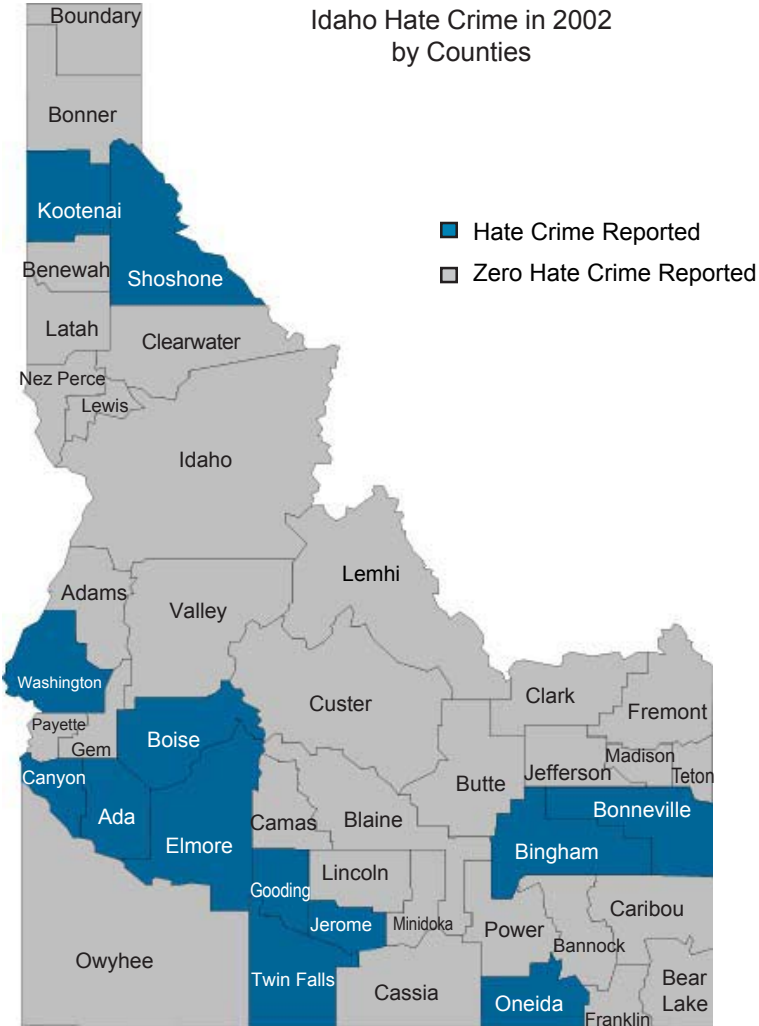 Idaho Hate Crime in 2002
by Counties
Boundary
Bonner
Kootenai
Hate Crime Reported
Zero Hate Crime Reported
Benewah
Shoshone
Latah
Clearwater
Nez Perce
Lewis
Idaho
Lemhi
Adams
Valley
Washington
Custer
Clark
Fremont
Payette
Boise
Gem
Madison
Canyon
Butte
Jefferson
Teton
Ada
Camas
Blaine
Bonneville
Elmore
Bingham
Lincoln
Gooding
Caribou
Jerome
Minidoka
Power
Bannock
Owyhee
Twin Falls
Cassia
Bear
Lake
Oneida
Franklin